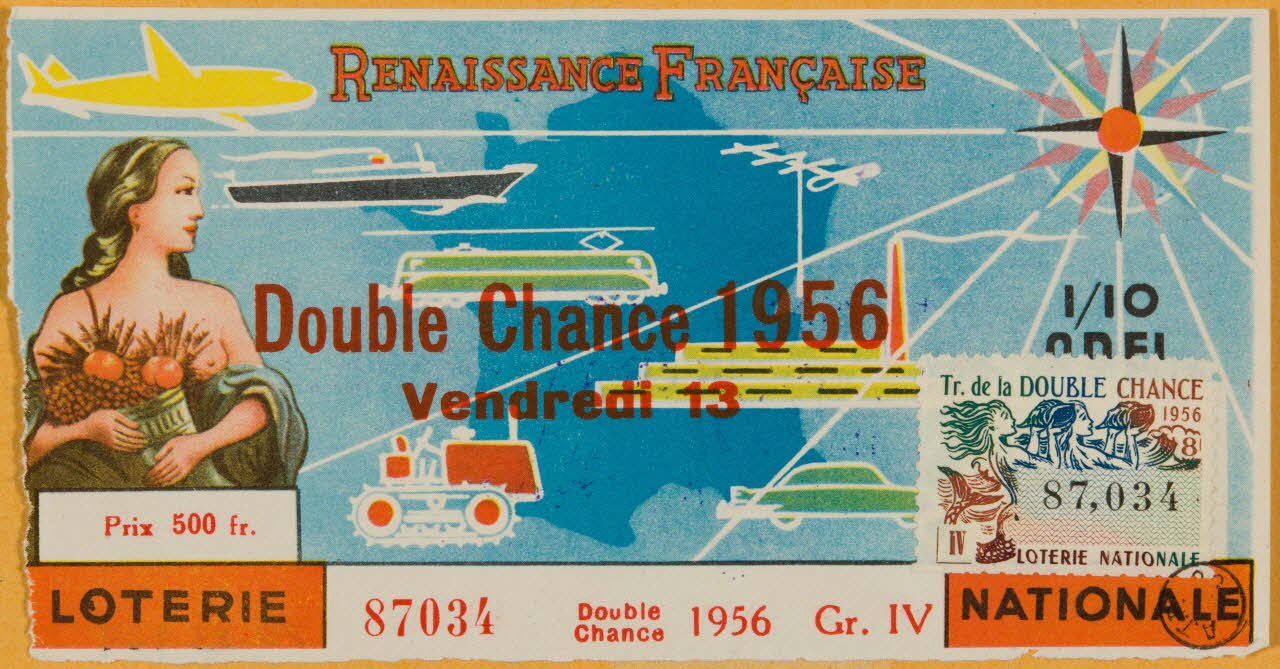 RENAISSANCE FRANÇAISE
Double Chance 1956
Vendredi 13
1/10
Tr. de la DOUBLE CHANCE
1956
8
87,034
IV
LOTERIE NATIONALE
Prix 500 fr.
LOTERIE
87034
Double
Chance
1956
Gr. IV
NATIONALE